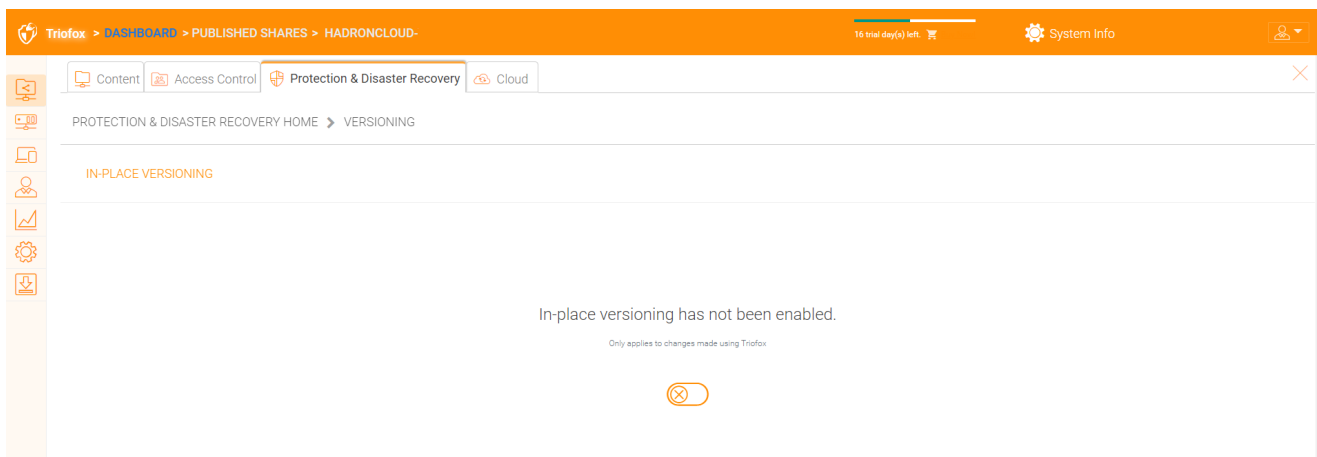 Triofox > DASHBOARD > PUBLISHED SHARES > HADRONCLOUD-
16 trial day(s) left.
System Info
Content Access Control Protection & Disaster Recovery Cloud
PROTECTION & DISASTER RECOVERY HOME > VERSIONING
IN-PLACE VERSIONING
In-place versioning has not been enabled.
Only applies to changes made using Triofox